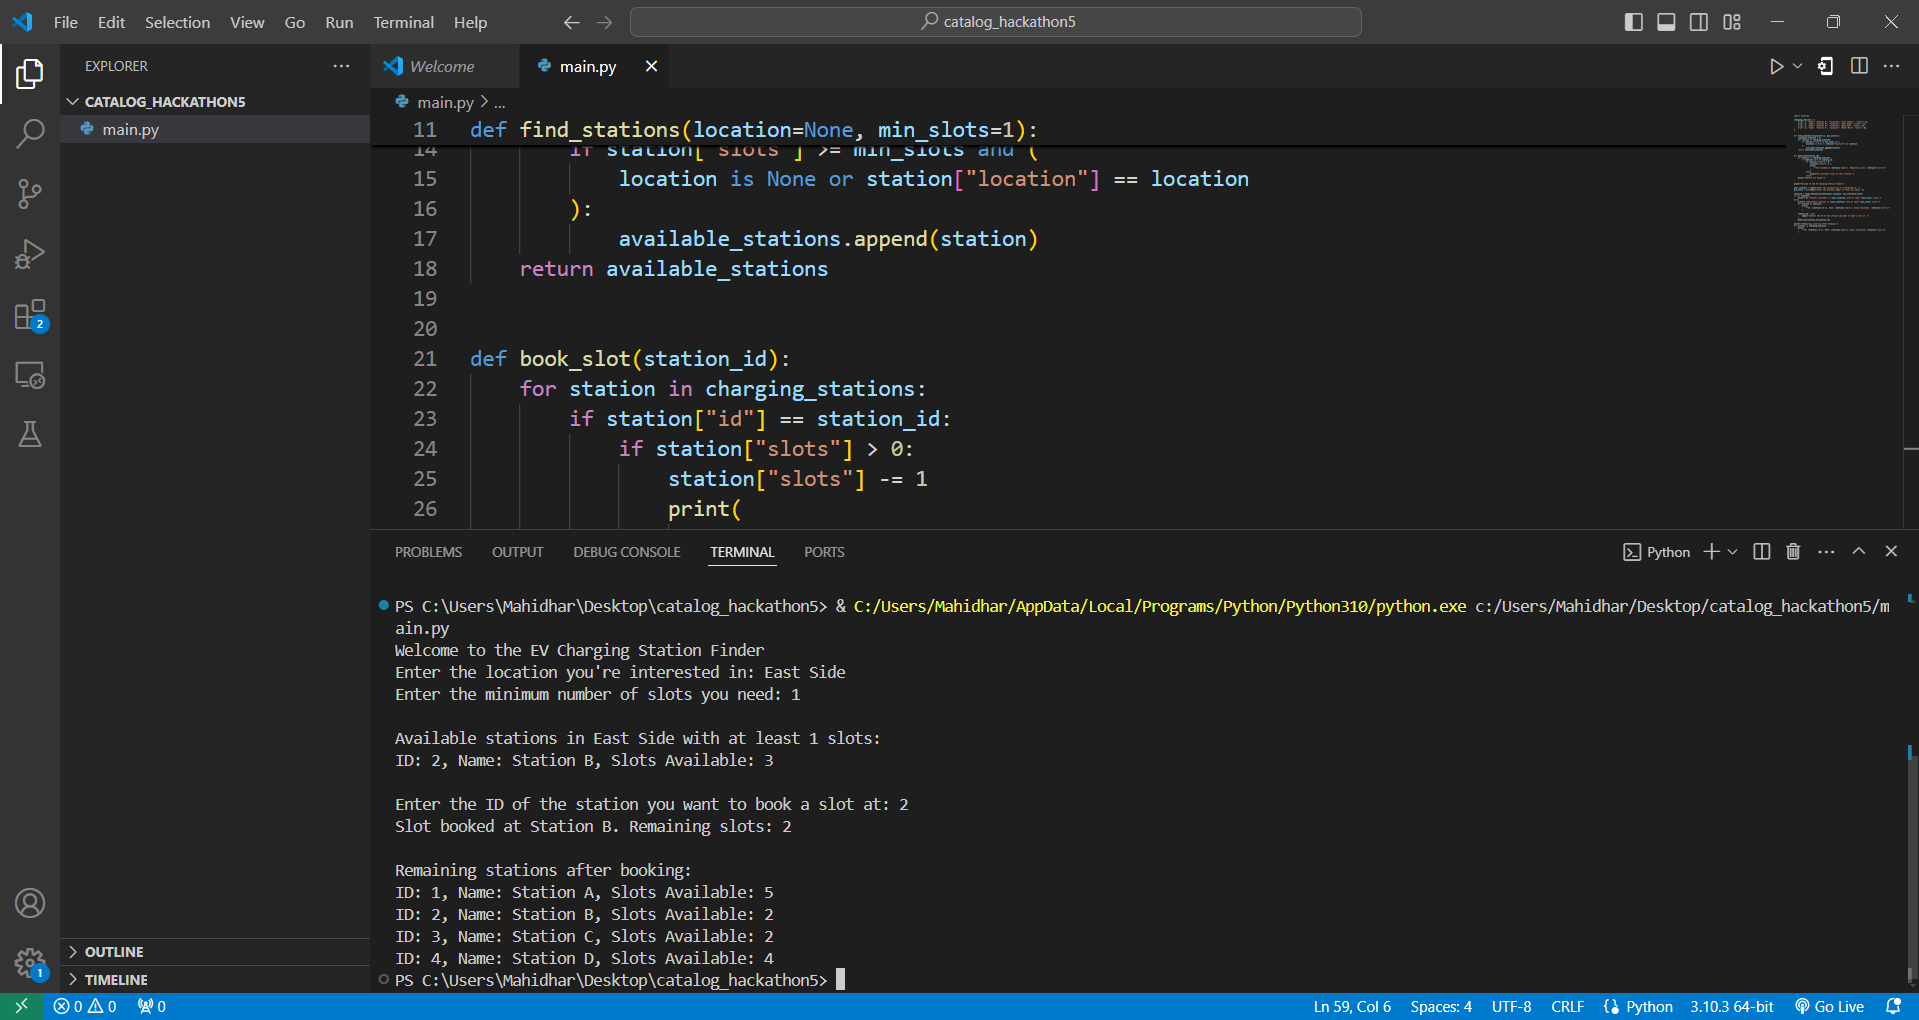 File Edit Selection View Go Run Terminal Help
catalog_hackathon5
EXPLORER
CATALOG_HACKATHON5
main.py
Welcome
main.py
main.py > ...
11 def find_stations(location=None, min_slots=1):
14 if station["slots"] >= min_slots and (
15 location is None or station["location"] == location
16 ):
17 available_stations.append(station)
18 return available_stations
19
20
21 def book_slot(station_id):
22 for station in charging_stations:
23 if station["id"] == station_id:
24 if station["slots"] > 0:
25 station["slots"] -= 1
26 print(
2
PROBLEMS OUTPUT DEBUG CONSOLE TERMINAL PORTS
Python
PS C:\Users\Mahidhar\Desktop\catalog_hackathon5> & C:/Users/Mahidhar/AppData/Local/Programs/Python/Python310/python.exe c:/Users/Mahidhar/Desktop/catalog_hackathon5/m
ain.py
Welcome to the EV Charging Station Finder
Enter the location you're interested in: East Side
Enter the minimum number of slots you need: 1
Available stations in East Side with at least 1 slots:
ID: 2, Name: Station B, Slots Available: 3
Enter the ID of the station you want to book a slot at: 2
Slot booked at Station B. Remaining slots: 2
Remaining stations after booking:
ID: 1, Name: Station A, Slots Available: 5
ID: 2, Name: Station B, Slots Available: 2
ID: 3, Name: Station C, Slots Available: 2
ID: 4, Name: Station D, Slots Available: 4
PS C:\Users\Mahidhar\Desktop\catalog_hackathon5>
OUTLINE
TIMELINE
1
0 0 0
Ln 59, Col 6 Spaces: 4 UTF-8 CRLF Python 3.10.3 64-bit Go Live